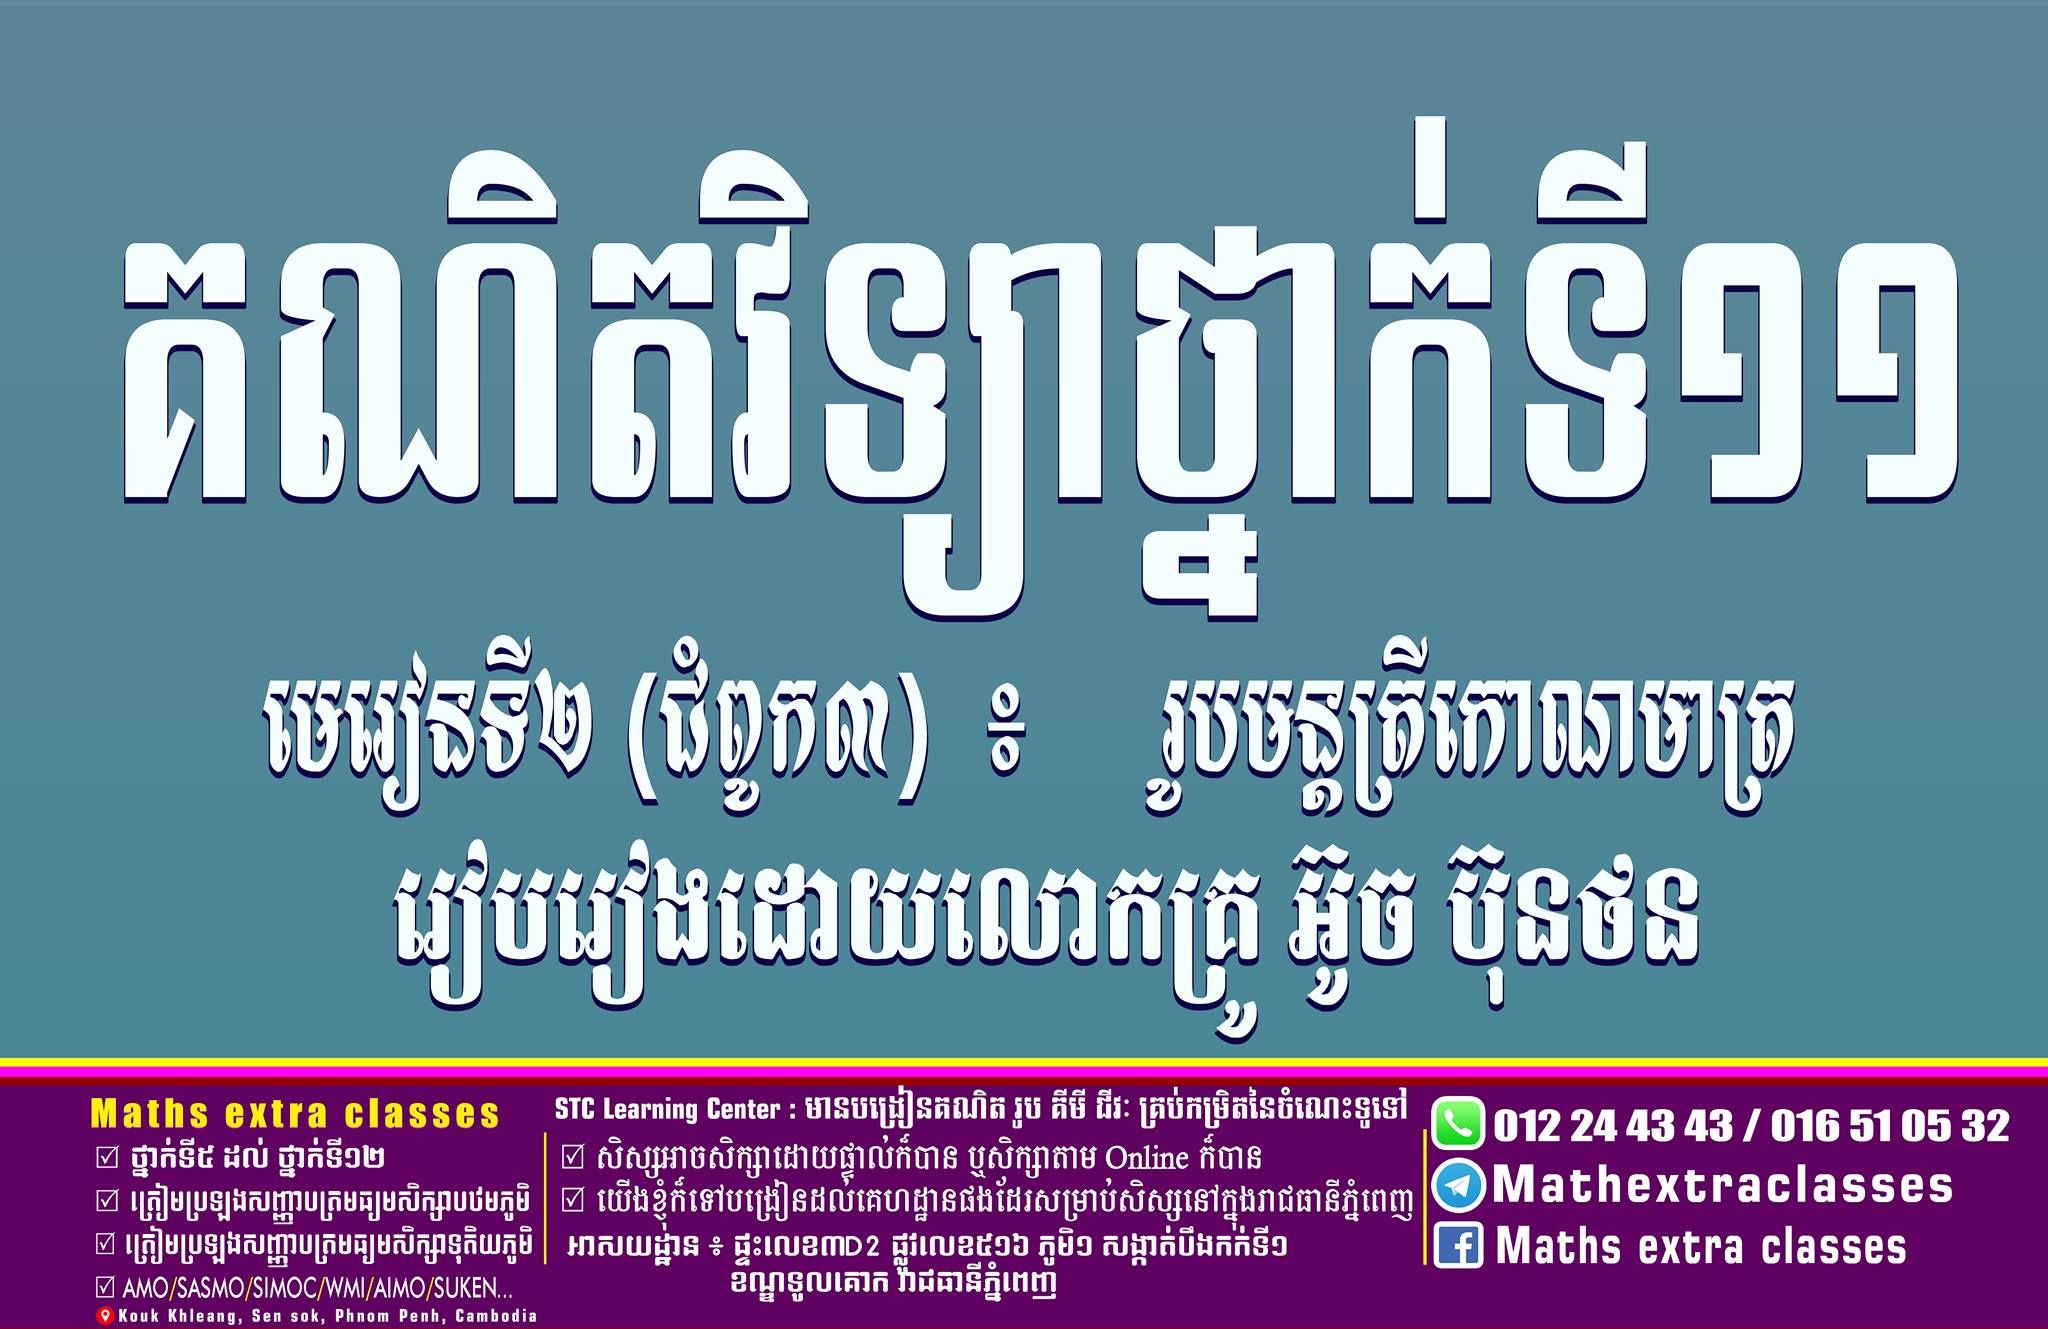 គណិតវិទ្យាថ្នាក់ទី១១
មេរៀនទី២ (ជំពូក៣) ៖ រូបមន្តត្រីកោណមាត្រ
រៀបរៀងដោយលោកគ្រូ អ៊ូច ប៊ុនថន
Maths extra classes
☑ ថ្នាក់ទី៥ ដល់ ថ្នាក់ទី១២
☑ ត្រៀមប្រឡងសញ្ញាបត្រមធ្យមសិក្សាបឋមភូមិ
☑ ត្រៀមប្រឡងសញ្ញាបត្រមធ្យមសិក្សាទុតិយភូមិ
☑ AMO/SASMO/SIMOC/WMI/AIMO/SUKEN...
Kouk Khleang, Sen sok, Phnom Penh, Cambodia
STC Learning Center : មានបង្រៀនគណិត រូប គីមី ជីវៈ គ្រប់កម្រិតនៃចំណេះទូទៅ
☑ សិស្សអាចសិក្សាដោយផ្ទាល់ក៏បាន ឬសិក្សាតាម Online ក៏បាន
☑ យើងខ្ញុំក៏ទៅបង្រៀនដល់គេហដ្ឋានផងដែរសម្រាប់សិស្សនៅក្នុងរាជធានីភ្នំពេញ
អាសយដ្ឋាន ៖ ផ្ទះលេខ៣D2 ផ្លូវលេខ៥១៦ ភូមិ១ សង្កាត់បឹងកក់ទី១
ខណ្ឌទួលគោក រាជធានីភ្នំពេញ
012 24 43 43 / 016 51 05 32
Mathextraclasses
Maths extra classes